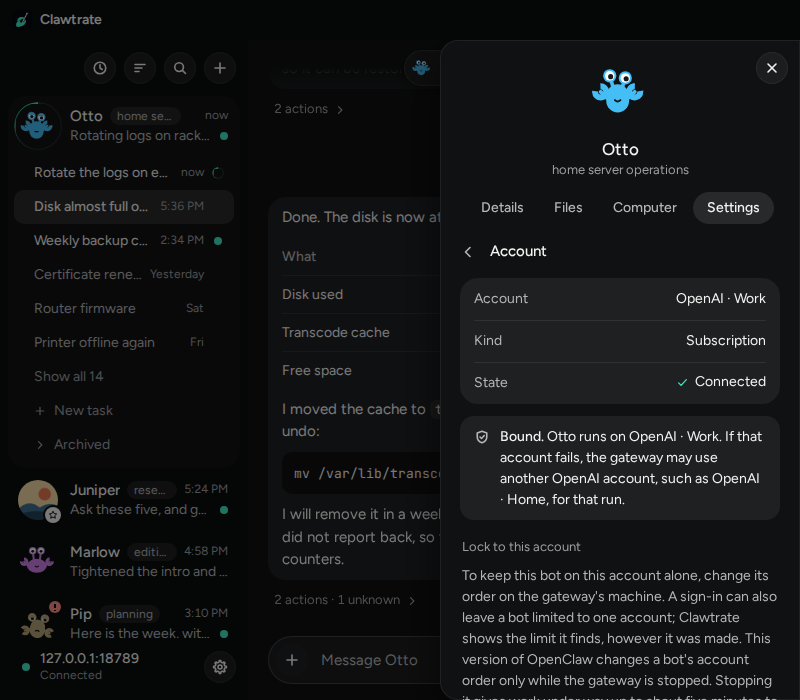 Clawtrate
Otto home se... now
Rotating logs on rack...
Rotate the logs on e... now
Disk almost full o... 5:36 PM
Weekly backup c... 2:34 PM
Certificate rene... Yesterday
Router firmware Sat
Printer offline again Fri
Show all 14
New task
Archived
Juniper rese... 5:24 PM
Ask these five, and g...
Marlow editi... 4:58 PM
Tightened the intro and ...
Pip planning 3:10 PM
Here is the week. wit...
127.0.0.1:18789
Connected
2 actions
Done. The disk is now at
What
Disk used
Transcode cache
Free space
I moved the cache to
undo:
mv /var/lib/transc
I will remove it in a week
did not report back, so
counters.
2 actions · 1 unknown
Message Otto
Otto
home server operations
Details Files Computer Settings
Account
Account OpenAI · Work
Kind Subscription
State Connected
Bound. Otto runs on OpenAI · Work. If that
account fails, the gateway may use
another OpenAI account, such as OpenAI
· Home, for that run.
Lock to this account
To keep this bot on this account alone, change its
order on the gateway's machine. A sign-in can also
leave a bot limited to one account; Clawtrate
shows the limit it finds, however it was made. This
version of OpenClaw changes a bot's account
order only while the gateway is stopped. Stopping